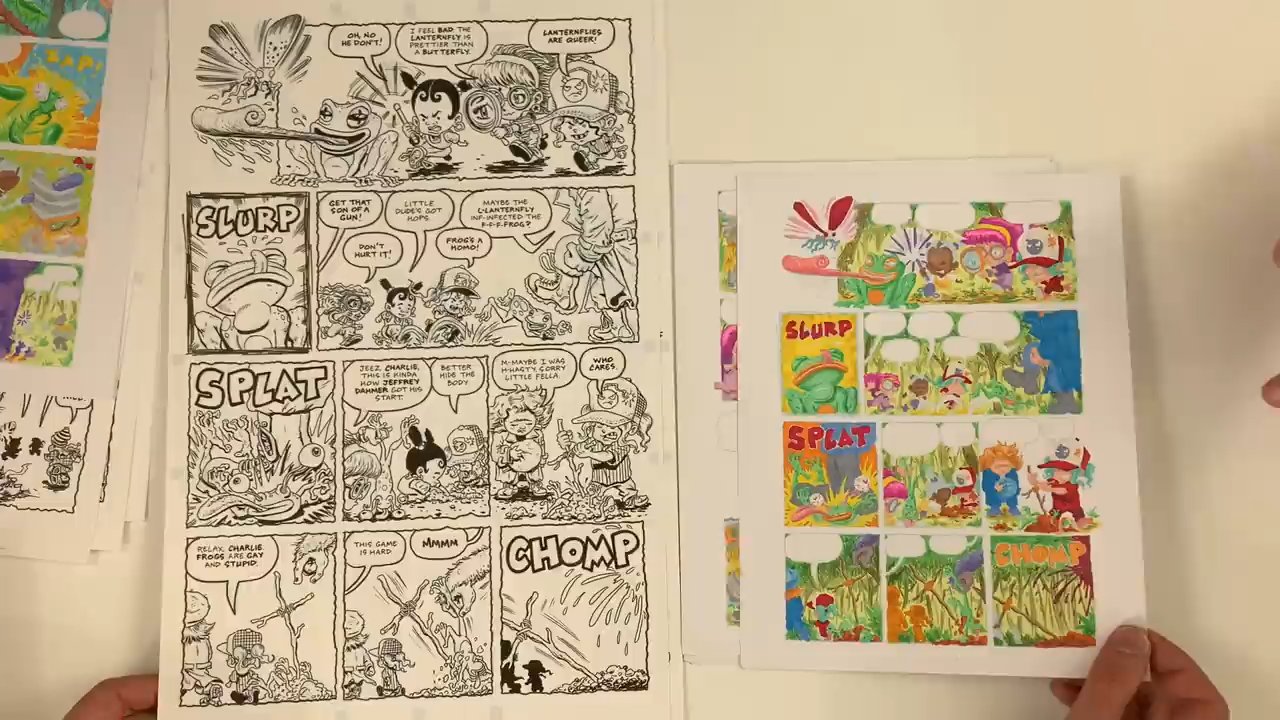 OH, NO
HE DON'T!
I FEEL BAD. THE
LANTERNFLY IS
PRETTIER THAN
A BUTTERFLY.
LANTERNFLIES
ARE QUEER!
SLURP
GET THAT
SON OF A
GUN!
LITTLE
DUDE'S GOT
HOPS.
MAYBE THE
L-LANTERNFLY
INF-INFECTED THE
F-F-F-FROG?
DON'T
HURT IT!
FROG'S A
HOMO!
SPLAT
JEEZ, CHARLIE,
THIS IS KINDA
HOW JEFFREY
DAHMER GOT HIS
START.
BETTER
HIDE THE
BODY.
M-MAYBE I WAS
H-HASTY. SORRY
LITTLE FELLA.
WHO
CARES.
RELAX, CHARLIE.
FROGS ARE GAY
AND STUPID.
THIS GAME
IS HARD.
MMMM
CHOMP
SLURP
SPLAT
CHOMP
ZAP!